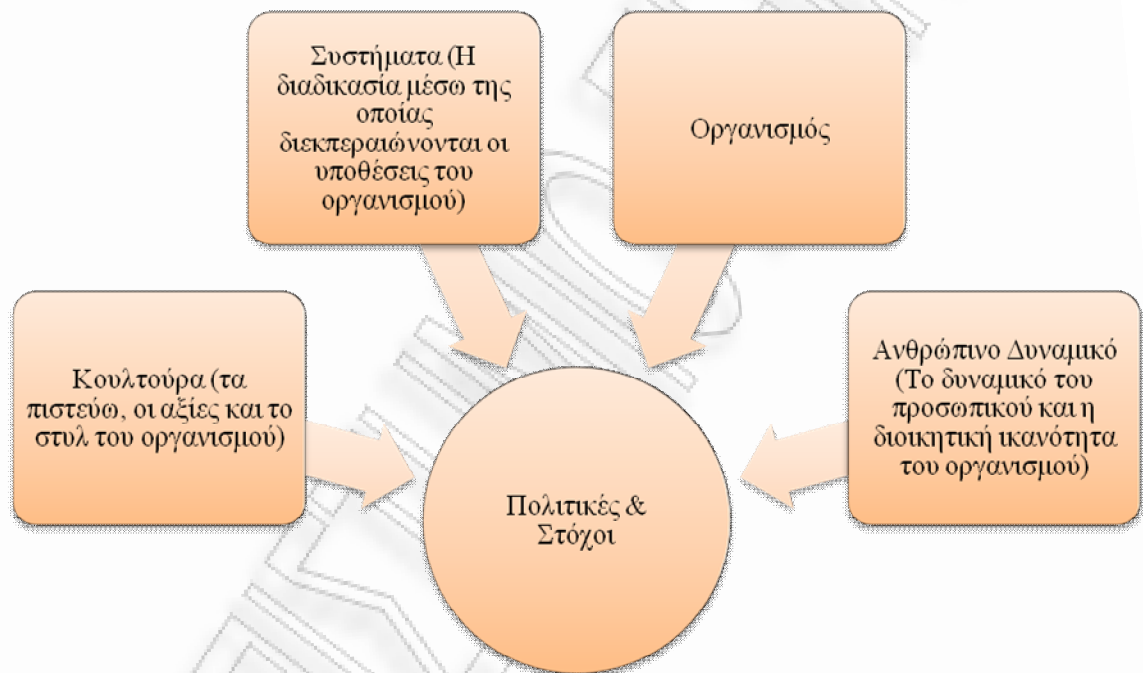 Συστήματα (Η
διαδικασία μέσω της
οποίας
διεκπεραιώνονται οι
υποθέσεις του
οργανισμού)
Οργανισμός
Κουλτούρα (τα
πιστεύω, οι αξίες και το
στυλ του οργανισμού)
Ανθρώπινο Δυναμικό
(Το δυναμικό του
προσωπικού και η
διοικητική ικανότητα
του οργανισμού)
Πολιτικές &
Στόχοι